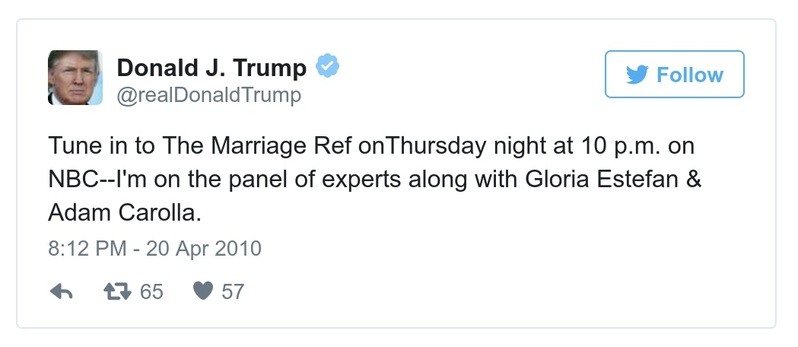 Donald J. Trump
Follow
@realDonaldTrump
Tune in to The Marriage Ref onThursday night at 10 p.m. on
NBC--I'm on the panel of experts along with Gloria Estefan &
Adam Carolla.
8:12 PM - 20 Apr 2010
65 57